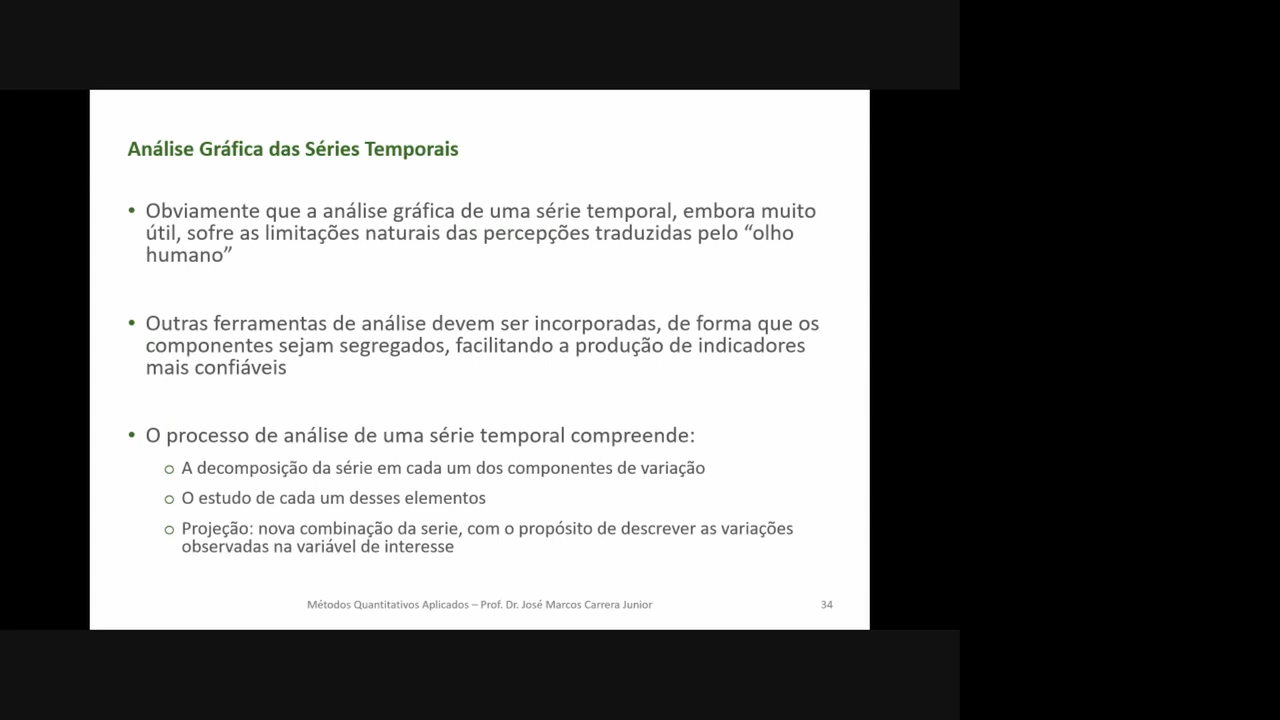 Análise Gráfica das Séries Temporais
• Obviamente que a análise gráfica de uma série temporal, embora muito
útil, sofre as limitações naturais das percepções traduzidas pelo “olho
humano”
• Outras ferramentas de análise devem ser incorporadas, de forma que os
componentes sejam segregados, facilitando a produção de indicadores
mais confiáveis
• O processo de análise de uma série temporal compreende:
o A decomposição da série em cada um dos componentes de variação
o O estudo de cada um desses elementos
o Projeção: nova combinação da serie, com o propósito de descrever as variações
observadas na variável de interesse
Métodos Quantitativos Aplicados – Prof. Dr. José Marcos Carrera Junior
34